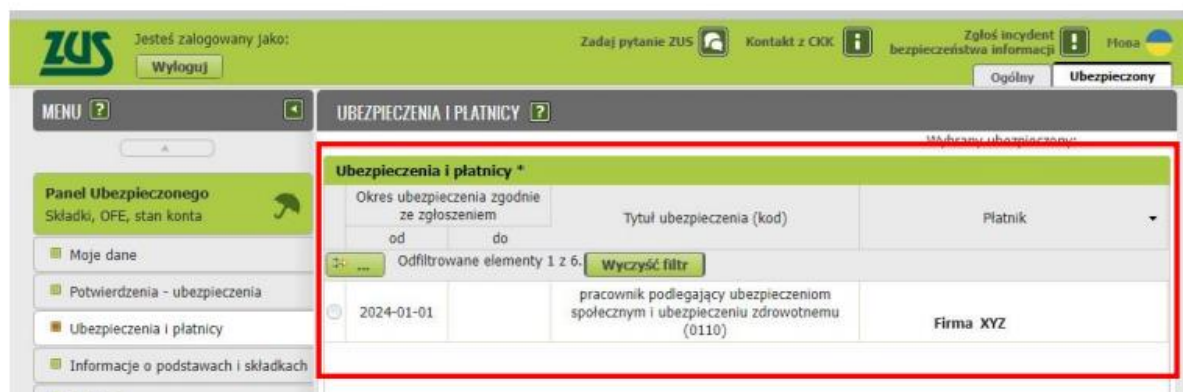 ZUS
Jesteś zalogowany jako:
Wyloguj
Zadaj pytanie ZUS
Kontakt z CKK
Zgłoś incydent
bezpieczeństwa informacji
Мова
Ogólny
Ubezpieczony
MENU ?
UBEZPIECZENIA I PŁATNICY ?
Wybrany ubezpieczony:
Panel Ubezpieczonego
Składki, OFE, stan konta
Moje dane
Potwierdzenia - ubezpieczenia
Ubezpieczenia i płatnicy
Informacje o podstawach i składkach
Ubezpieczenia i płatnicy *
Okres ubezpieczenia zgodnie
ze zgłoszeniem
od do
Tytuł ubezpieczenia (kod)
Płatnik
... Odfiltrowane elementy 1 z 6. Wyczyść filtr
2024-01-01
pracownik podlegający ubezpieczeniom
społecznym i ubezpieczeniu zdrowotnemu
(0110)
Firma XYZ